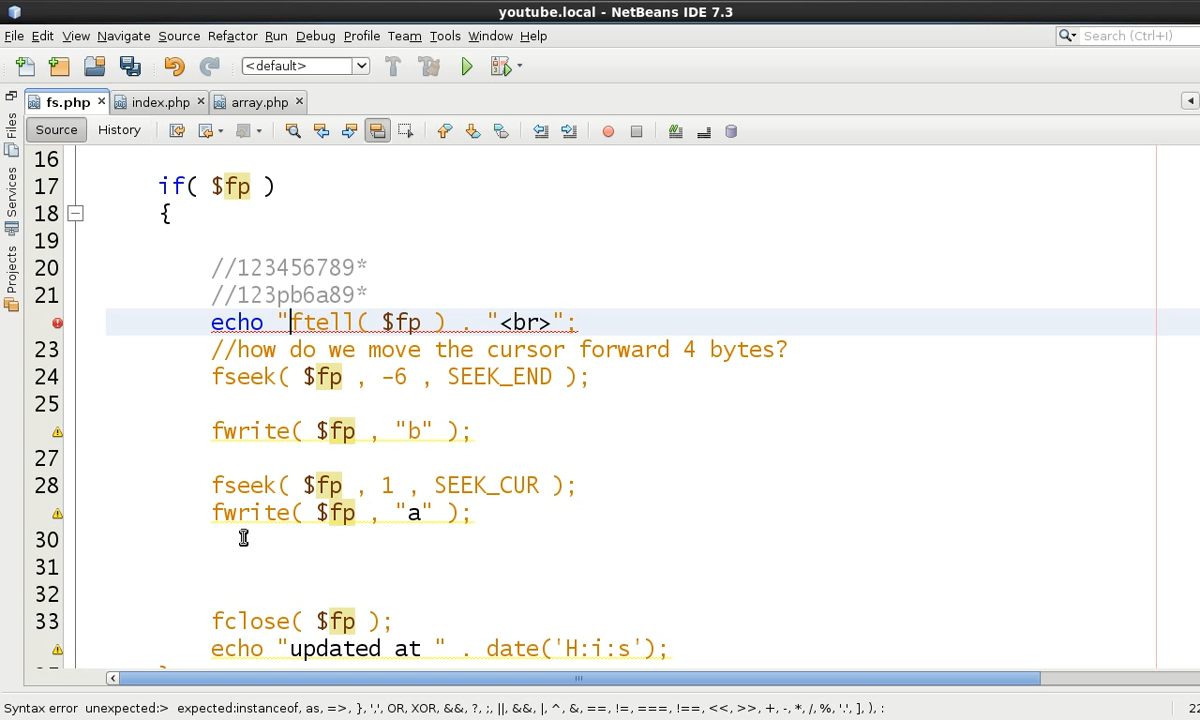 youtube.local - NetBeans IDE 7.3
File Edit View Navigate Source Refactor Run Debug Profile Team Tools Window Help
Search (Ctrl+I)
<default>
fs.php index.php array.php
Source History
Files
Services
Projects
16
17 if( $fp )
18 {
19
20 //123456789*
21 //123pb6a89*
echo "ftell( $fp ) . "<br>";
23 //how do we move the cursor forward 4 bytes?
24 fseek( $fp , -6 , SEEK_END );
25
fwrite( $fp , "b" );
27
28 fseek( $fp , 1 , SEEK_CUR );
fwrite( $fp , "a" );
30
31
32
33 fclose( $fp );
echo "updated at " . date('H:i:s');
Syntax error unexpected:> expected:instanceof, as, =>, }, ',', OR, XOR, &&, ?, ;, ||, &&, |, ^, &, ==, !=, ===, !==, <<, >>, +, -, *, /, %, '.', ], ), :